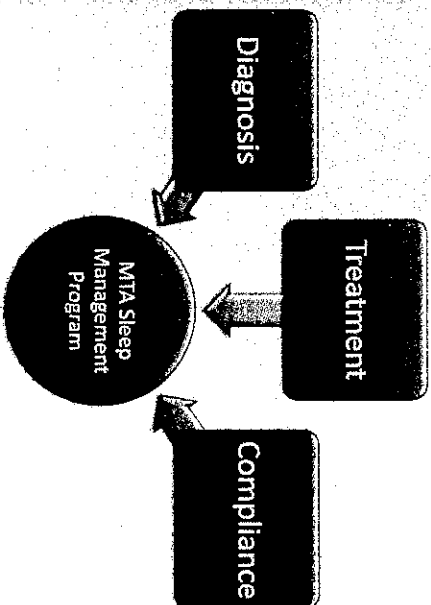 Diagnosis
Treatment
Compliance
MTA Sleep
Management
Program